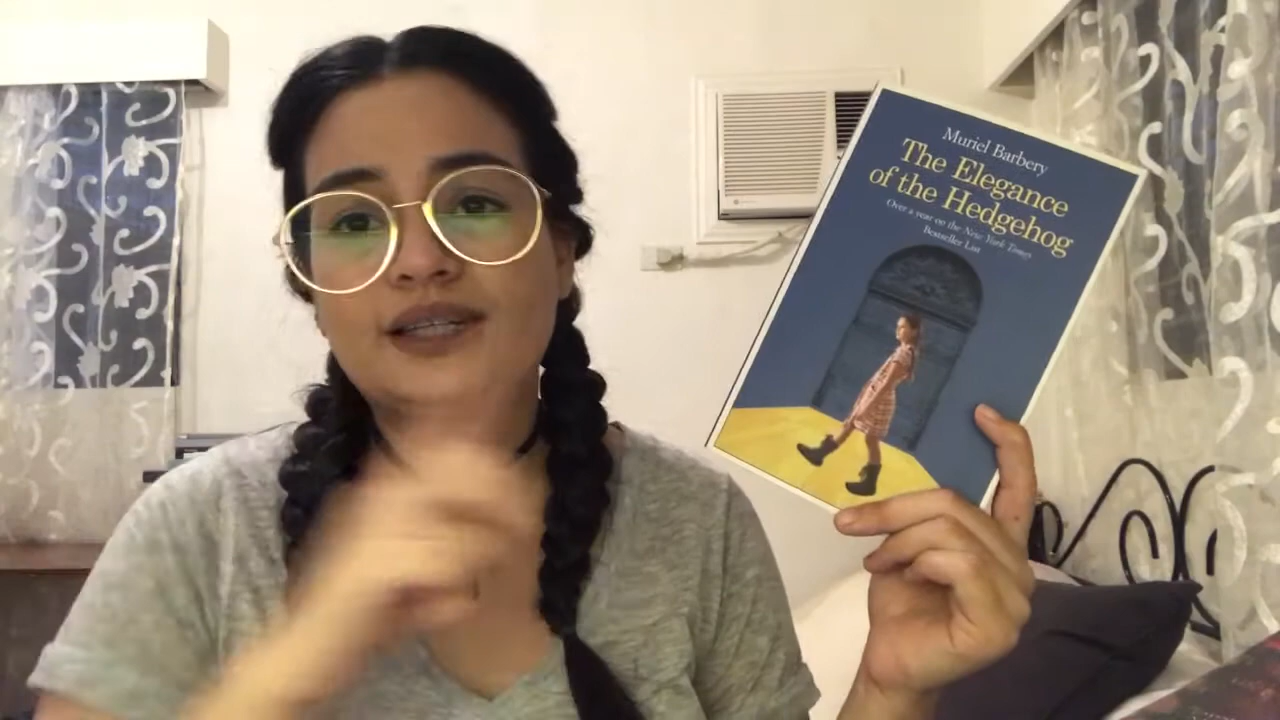 Muriel Barbery
The Elegance
of the Hedgehog
Over a year on the New York Times
Bestseller List